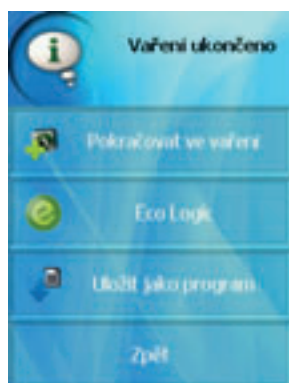 Vaření ukončeno
Pokračovat ve vaření
Eco Logic
Uložit jako program
Zpět